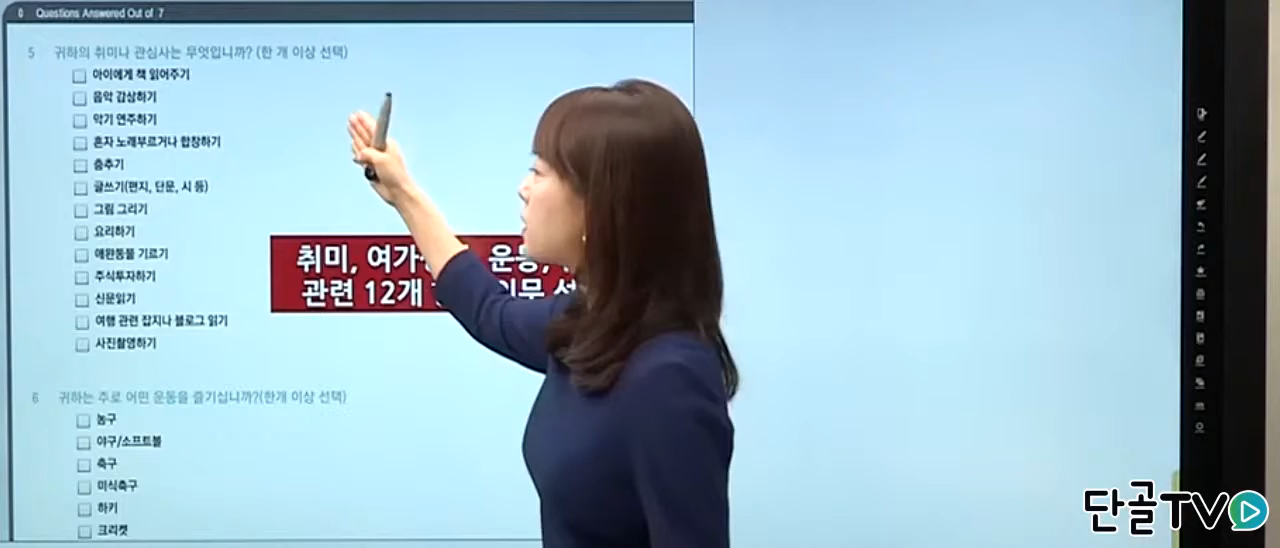 0 Questions Answered Out of 7
5 귀하의 취미나 관심사는 무엇입니까? (한 개 이상 선택)
아이에게 책 읽어주기
음악 감상하기
악기 연주하기
혼자 노래부르거나 합창하기
춤추기
글쓰기(편지, 단문, 시 등)
그림 그리기
요리하기
애완동물 기르기
주식투자하기
신문읽기
여행 관련 잡지나 블로그 읽기
사진촬영하기
취미, 여가 운동,
관련 12개
6 귀하는 주로 어떤 운동을 즐기십니까?(한개 이상 선택)
농구
야구/소프트볼
축구
미식축구
하키
크리켓
단골TV